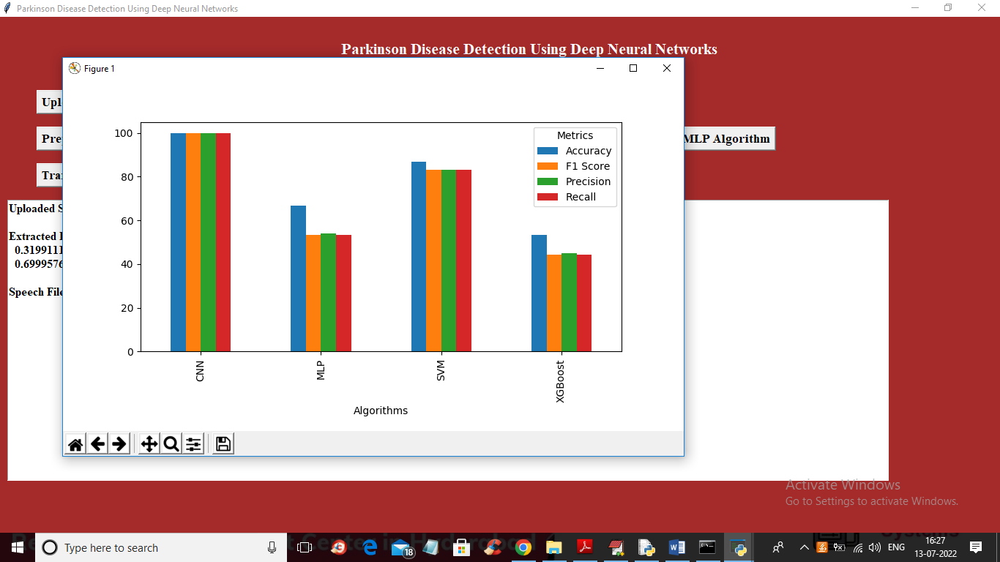 Parkinson Disease Detection Using Deep Neural Networks
Parkinson Disease Detection Using Deep Neural Networks
Figure 1
MLP Algorithm
Uploaded
Extracted
0.3199111
0.6999576
Speech File
Metrics
Accuracy
F1 Score
Precision
Recall
100
80
60
40
20
0
CNN
MLP
SVM
XGBoost
Algorithms
Activate Windows
Go to Settings to activate Windows.
Type here to search
18
ENG
16:27
13-07-2022